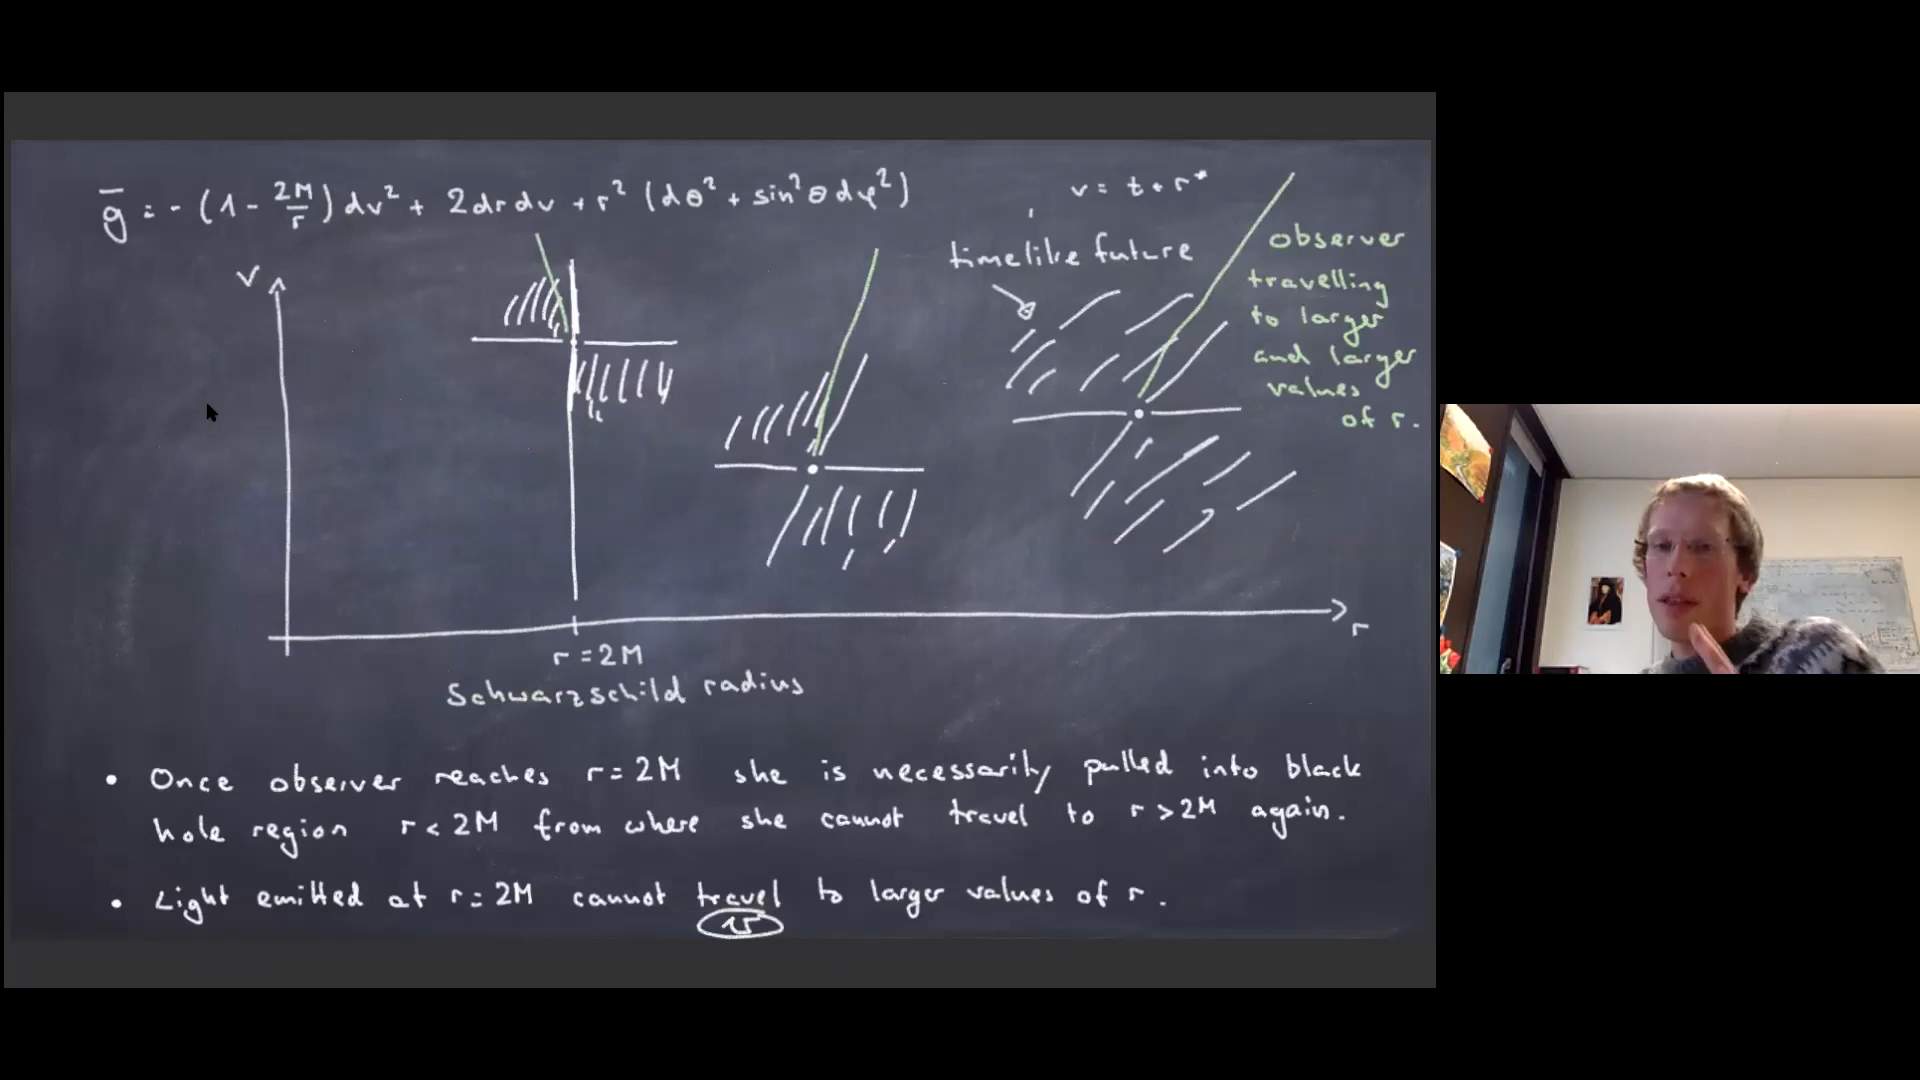 g̅ = - (1 - 2M/r) dv² + 2drdv + r² (dθ² + sin²θ dφ²)
v = t + r*
timelike future
observer
travelling
to larger
and larger
values
of r.
v
r
r = 2M
Schwarzschild radius
• Once observer reaches r = 2M she is necessarily pulled into black
hole region r < 2M from where she cannot travel to r > 2M again.
• Light emitted at r = 2M cannot travel to larger values of r.